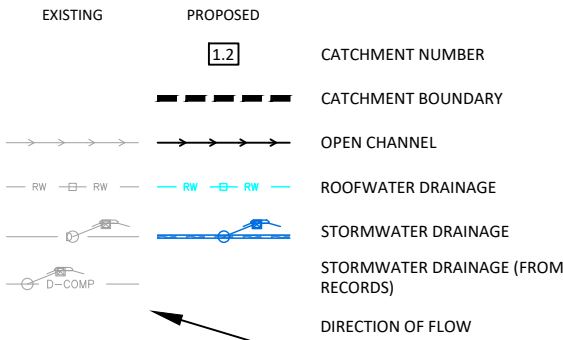 EXISTING PROPOSED
1.2 CATCHMENT NUMBER
CATCHMENT BOUNDARY
OPEN CHANNEL
RW RW RW RW ROOFWATER DRAINAGE
STORMWATER DRAINAGE
D-COMP STORMWATER DRAINAGE (FROM
RECORDS)
DIRECTION OF FLOW